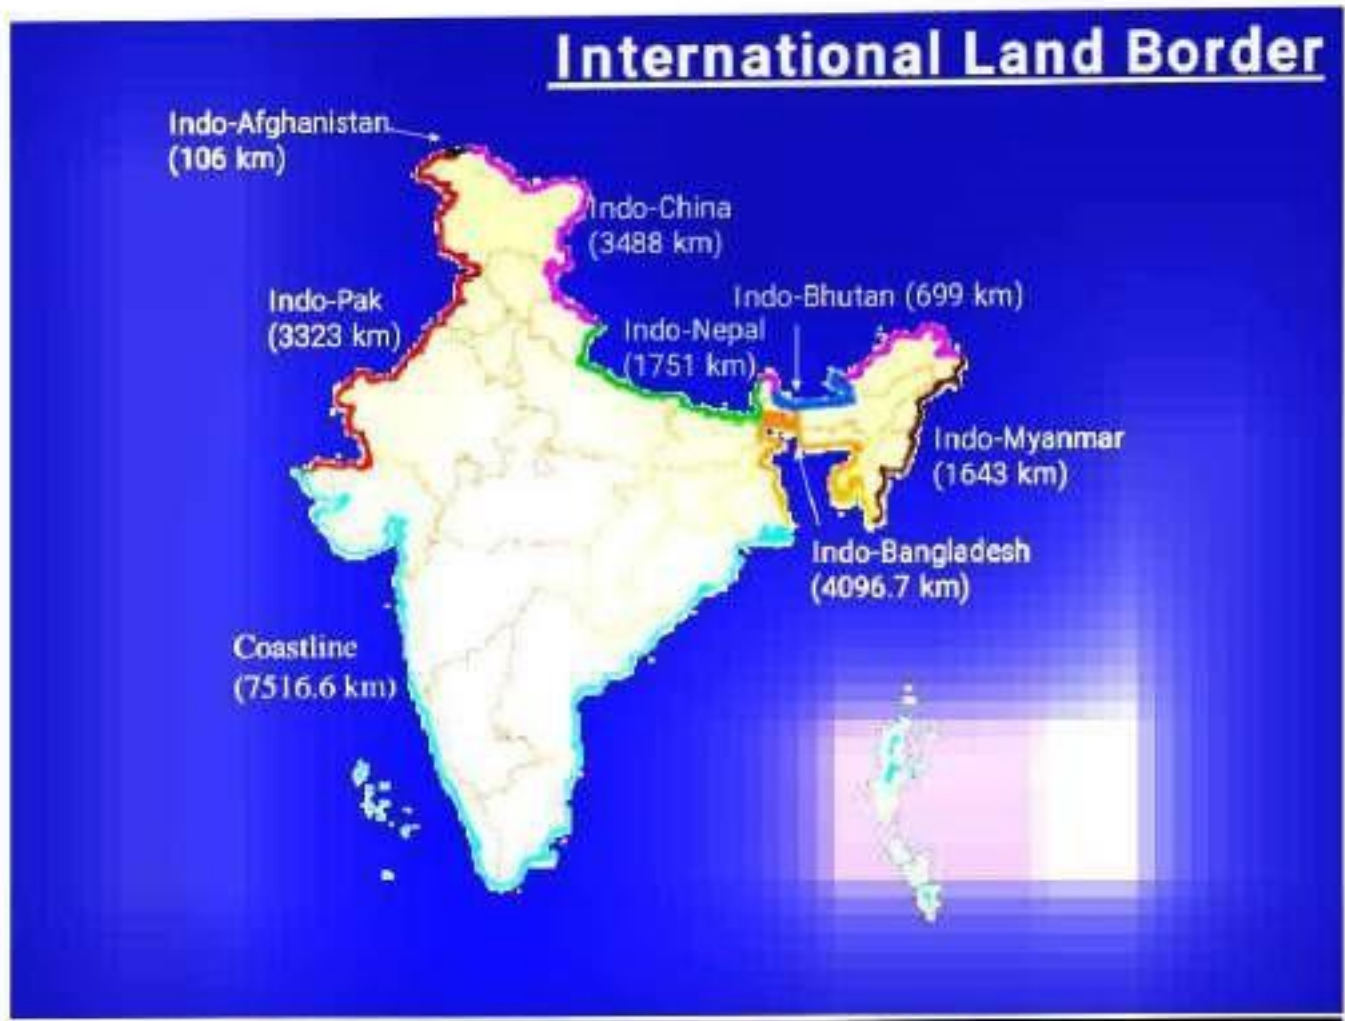 International Land Border
Indo-Afghanistan
(106 km)
Indo-China
(3488 km)
Indo-Pak
(3323 km)
Indo-Bhutan (699 km)
Indo-Nepal
(1751 km)
Indo-Myanmar
(1643 km)
Indo-Bangladesh
(4096.7 km)
Coastline
(7516.6 km)